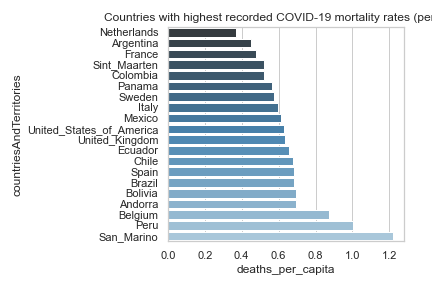 Countries with highest recorded COVID-19 mortality rates (per
Netherlands
Argentina
France
Sint_Maarten
Colombia
Panama
Sweden
Italy
Mexico
United_States_of_America
United_Kingdom
Ecuador
Chile
Spain
Brazil
Bolivia
Andorra
Belgium
Peru
San_Marino
countriesAndTerritories
0.0 0.2 0.4 0.6 0.8 1.0 1.2
deaths_per_capita